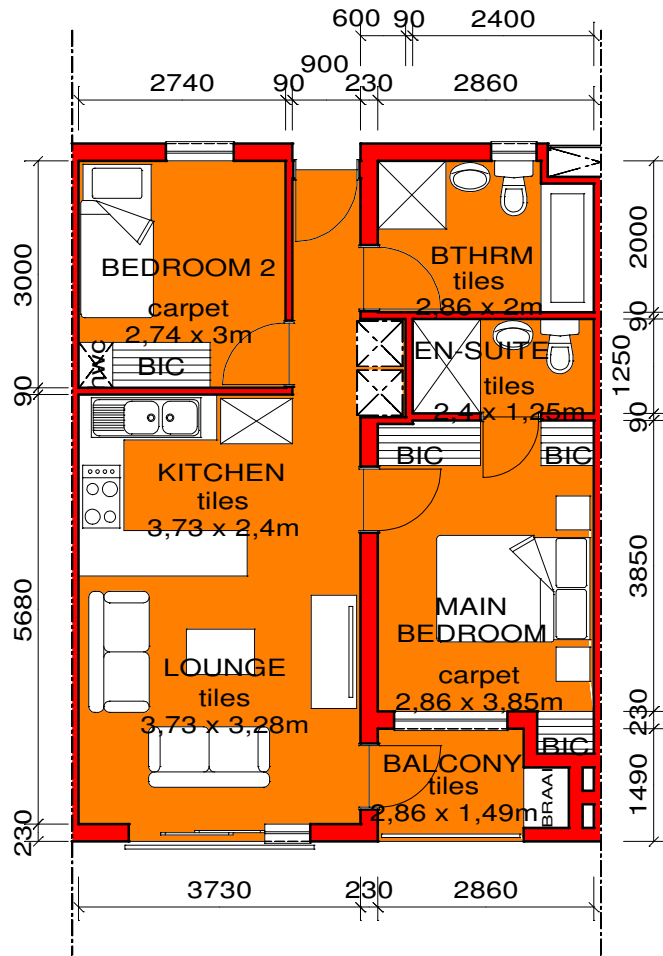 600 90 2400
900
2740 90 230 2860
3000
90
5680
230
2000
90
1250
90
3850
230
1490
BEDROOM 2
carpet
2,74 x 3m
HWC
BIC
BTHRM
tiles
2,86 x 2m
EN-SUITE
tiles
2,4 x 1,25m
BIC
BIC
KITCHEN
tiles
3,73 x 2,4m
MAIN
BEDROOM
carpet
2,86 x 3,85m
BIC
LOUNGE
tiles
3,73 x 3,28m
BALCONY
tiles
2,86 x 1,49m
BRAAI
3730 230 2860